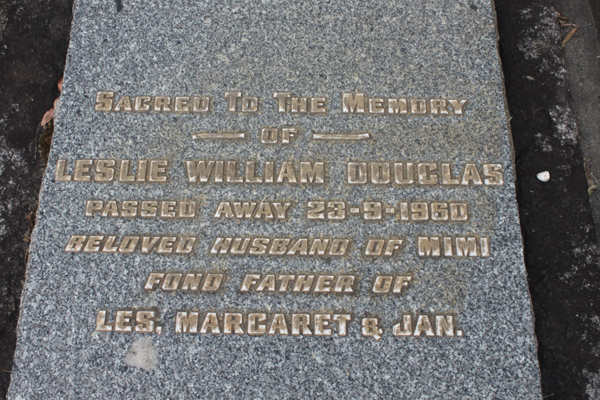 Sacred To The Memory
— OF —
LESLIE WILLIAM DOUGLAS
PASSED AWAY 23-9-1960
BELOVED HUSBAND OF MIMI
FOND FATHER OF
LES. MARGARET & JAN.